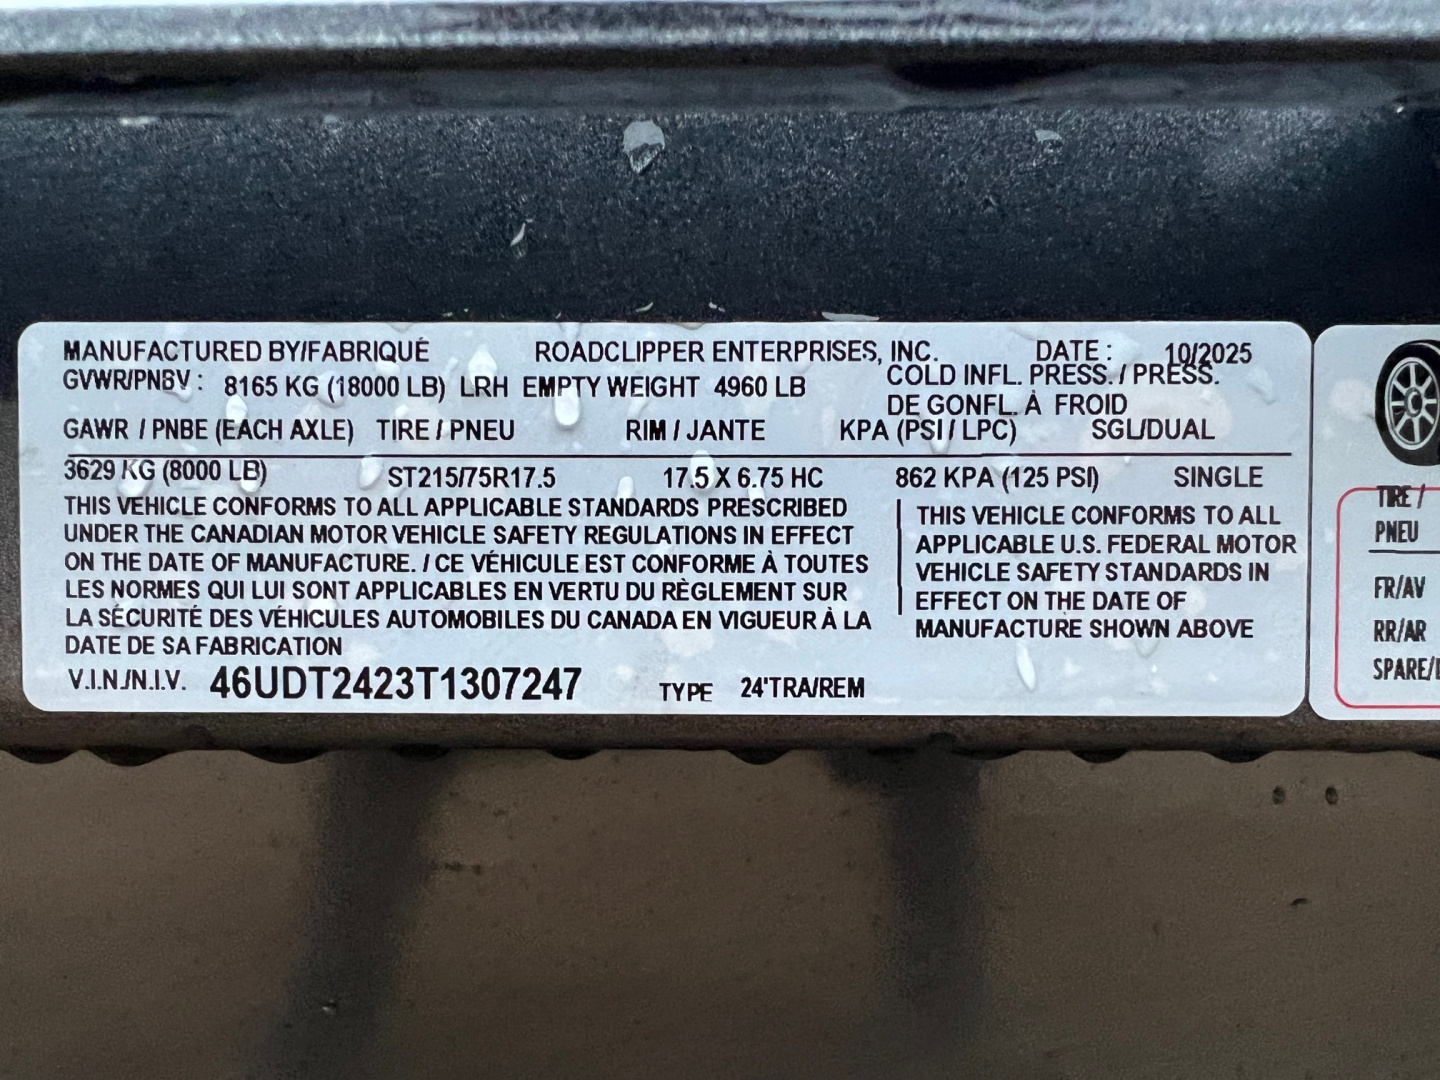 MANUFACTURED BY/FABRIQUÉ ROADCLIPPER ENTERPRISES, INC. DATE : 10/2025
GVWR/PNBV : 8165 KG (18000 LB) LRH EMPTY WEIGHT 4960 LB COLD INFL. PRESS. / PRESS.
DE GONFL. À FROID
GAWR / PNBE (EACH AXLE) TIRE / PNEU RIM / JANTE KPA (PSI / LPC) SGL/DUAL
3629 KG (8000 LB) ST215/75R17.5 17.5 X 6.75 HC 862 KPA (125 PSI) SINGLE
THIS VEHICLE CONFORMS TO ALL APPLICABLE STANDARDS PRESCRIBED
UNDER THE CANADIAN MOTOR VEHICLE SAFETY REGULATIONS IN EFFECT
ON THE DATE OF MANUFACTURE. / CE VÉHICULE EST CONFORME À TOUTES
LES NORMES QUI LUI SONT APPLICABLES EN VERTU DU RÈGLEMENT SUR
LA SÉCURITÉ DES VÉHICULES AUTOMOBILES DU CANADA EN VIGUEUR À LA
DATE DE SA FABRICATION
THIS VEHICLE CONFORMS TO ALL
APPLICABLE U.S. FEDERAL MOTOR
VEHICLE SAFETY STANDARDS IN
EFFECT ON THE DATE OF
MANUFACTURE SHOWN ABOVE
V.I.N./N.I.V. 46UDT2423T1307247 TYPE 24'TRA/REM
TIRE /
PNEU
FR/AV
RR/AR
SPARE/